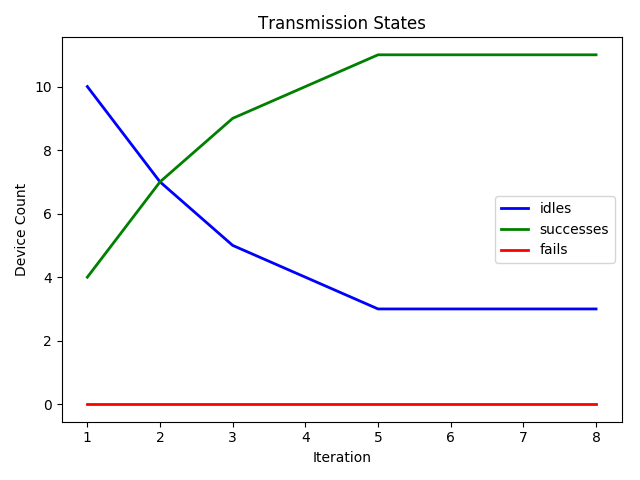 Transmission States
Device Count
10
8
6
4
2
0
idles
successes
fails
1 2 3 4 5 6 7 8
Iteration